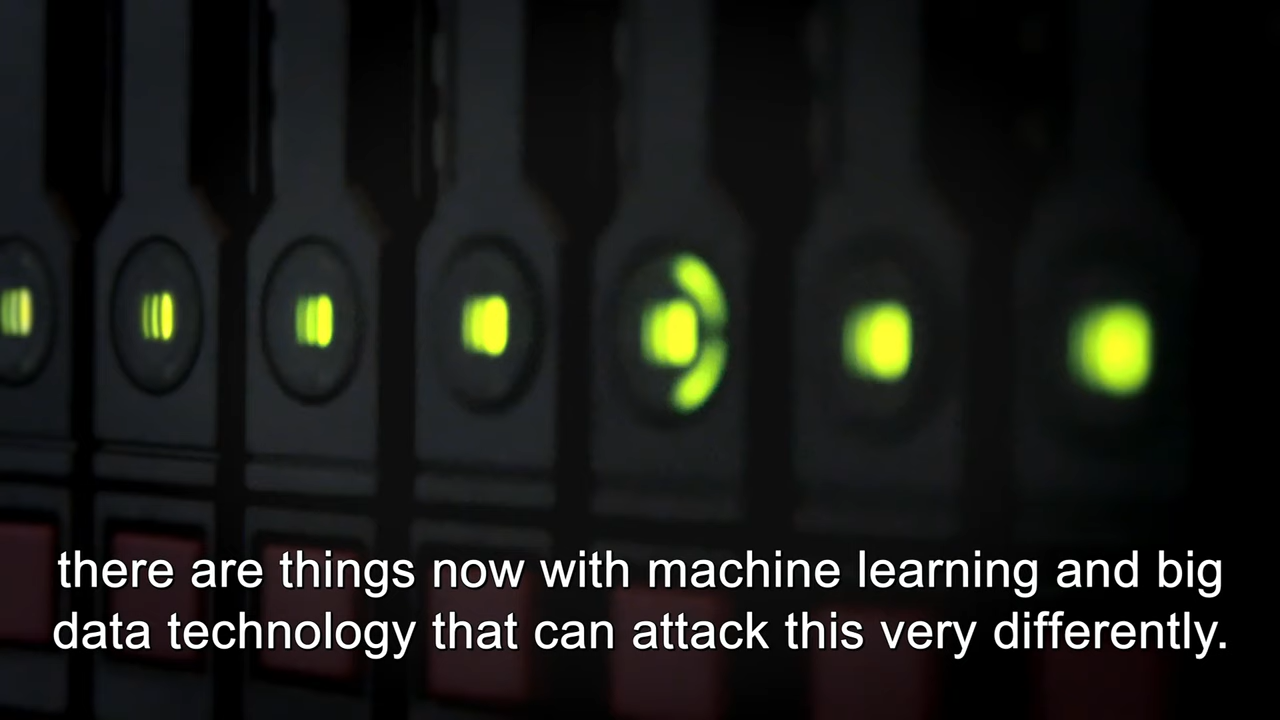 there are things now with machine learning and big
data technology that can attack this very differently.